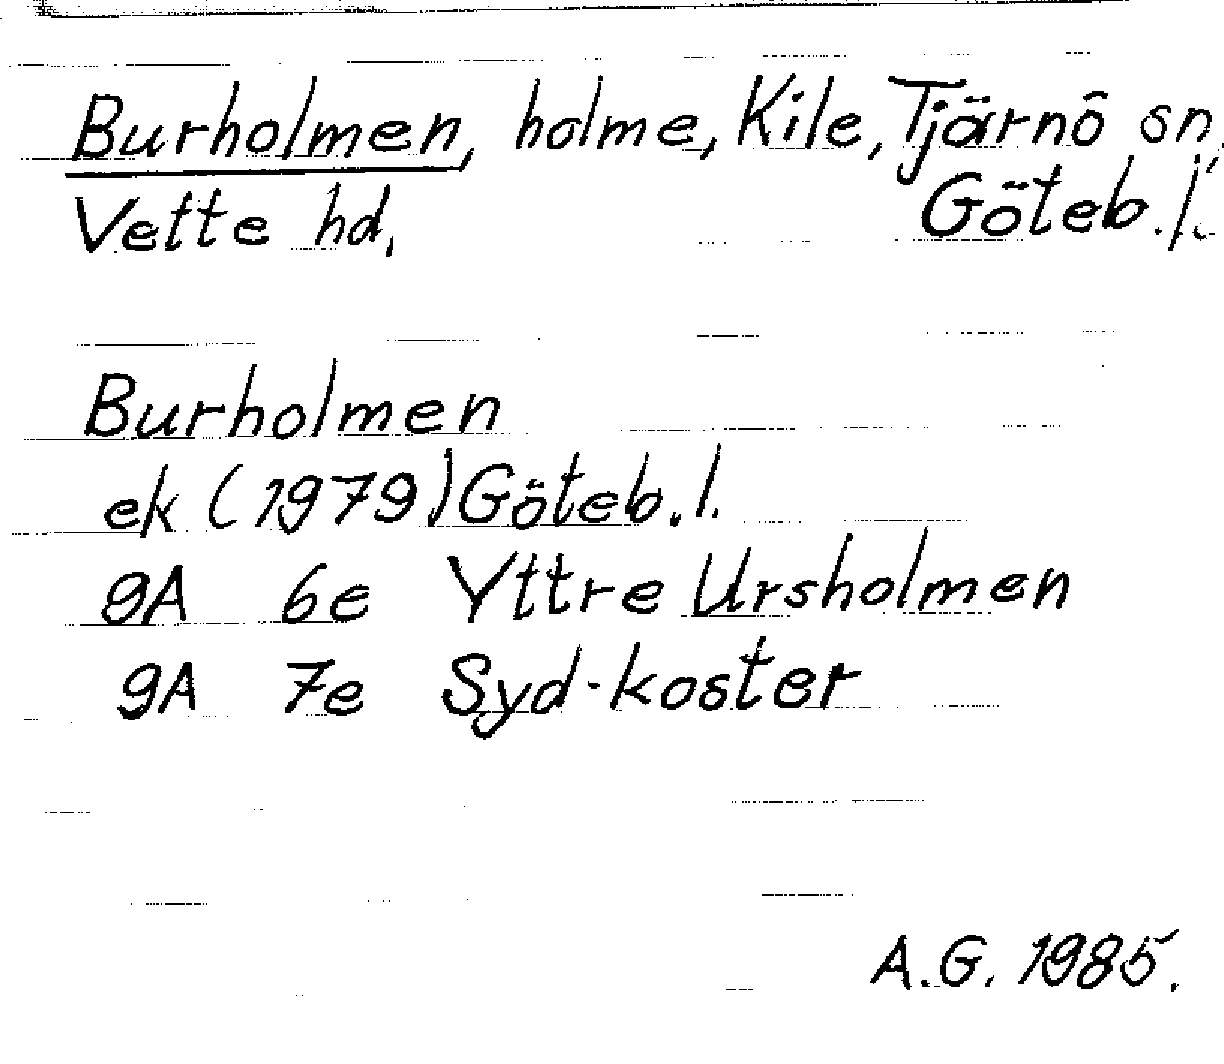 Burholmen, holme, Kile, Tjärnö sn,
Vette hd. Göteb. l.
Burholmen
ek (1979) Göteb. l.
9A 6e Yttre Ursholmen
9A 7e Syd-koster
A.G. 1985.